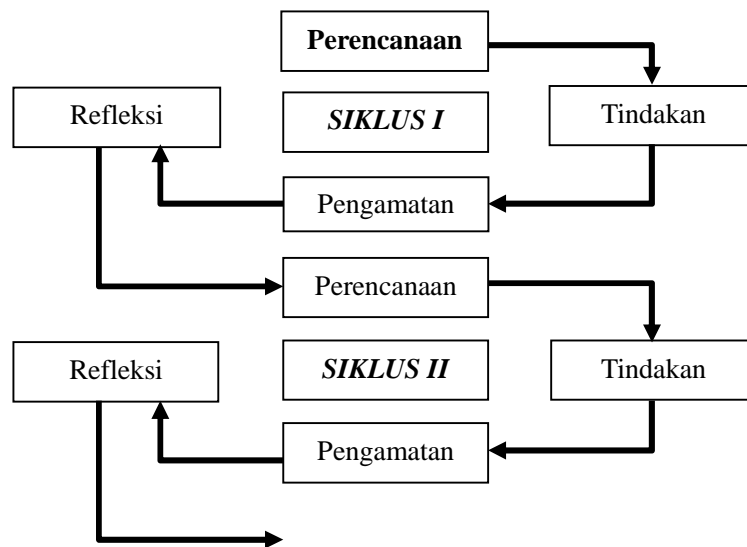 Perencanaan
Refleksi
SIKLUS I
Tindakan
Pengamatan
Perencanaan
Refleksi
SIKLUS II
Tindakan
Pengamatan